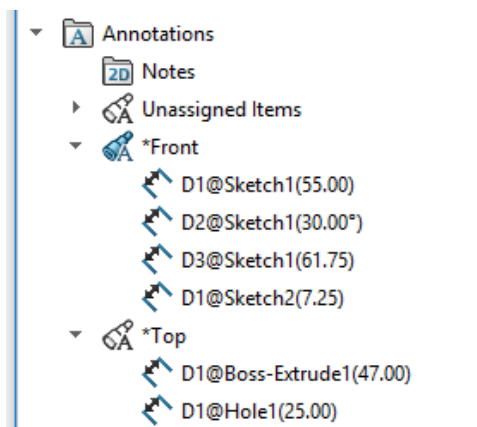 Annotations
Notes
Unassigned Items
*Front
D1@Sketch1(55.00)
D2@Sketch1(30.00°)
D3@Sketch1(61.75)
D1@Sketch2(7.25)
*Top
D1@Boss-Extrude1(47.00)
D1@Hole1(25.00)